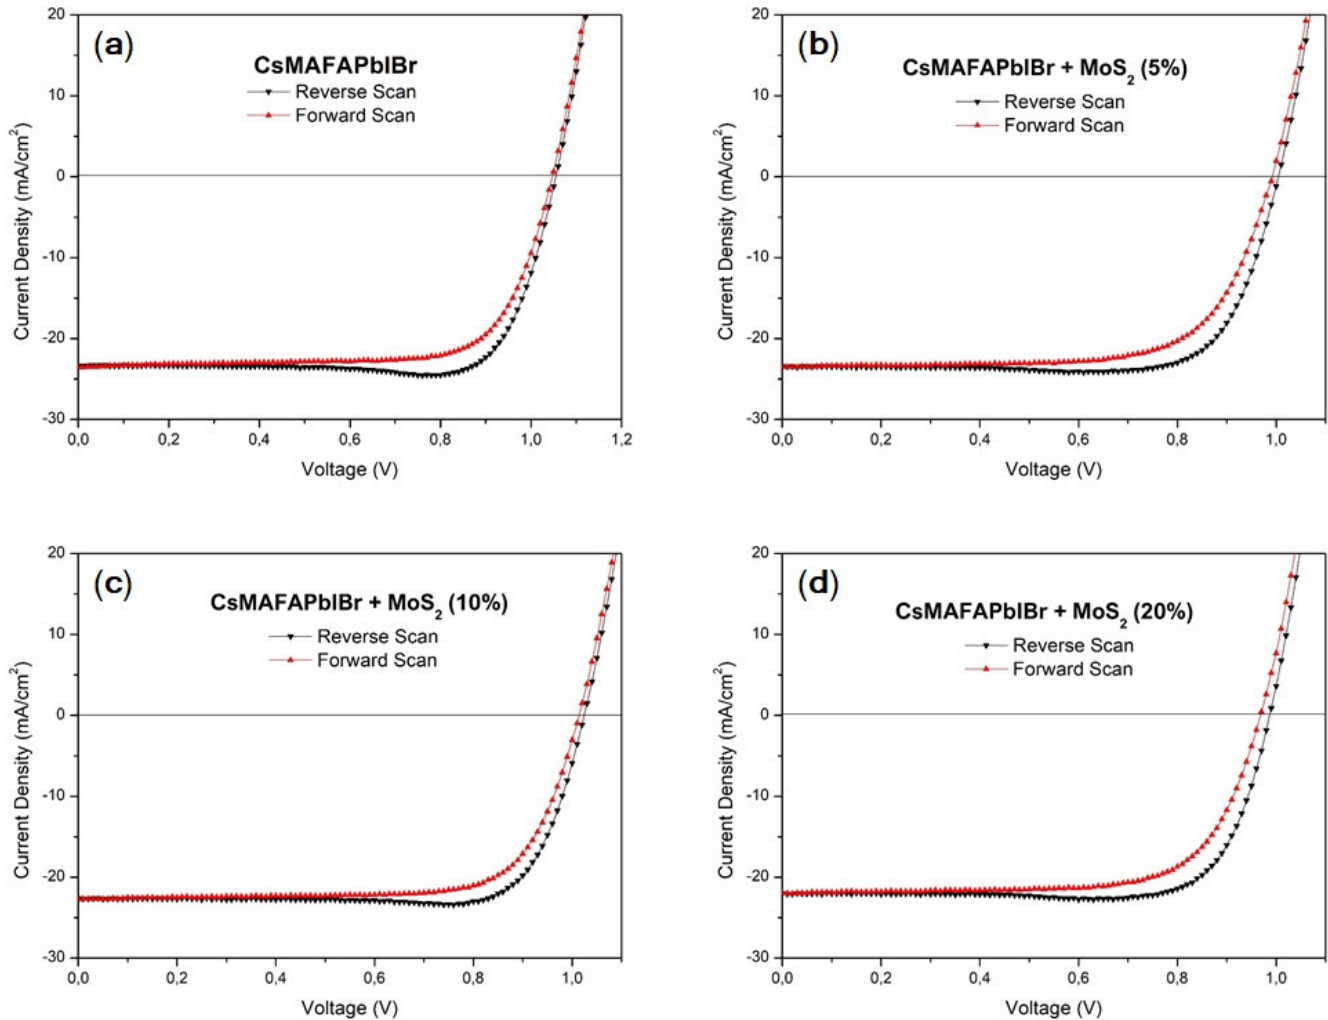 (a)
CsMAFAPbIBr
Reverse Scan
Forward Scan
Current Density (mA/cm²)
20
10
0
-10
-20
-30
0,0 0,2 0,4 0,6 0,8 1,0 1,2
Voltage (V)
(b)
CsMAFAPbIBr + MoS₂ (5%)
Reverse Scan
Forward Scan
Current Density (mA/cm²)
20
10
0
-10
-20
-30
0,0 0,2 0,4 0,6 0,8 1,0
Voltage (V)
(c)
CsMAFAPbIBr + MoS₂ (10%)
Reverse Scan
Forward Scan
Current Density (mA/cm²)
20
10
0
-10
-20
-30
0,0 0,2 0,4 0,6 0,8 1,0
Voltage (V)
(d)
CsMAFAPbIBr + MoS₂ (20%)
Reverse Scan
Forward Scan
Current Density (mA/cm²)
20
10
0
-10
-20
-30
0,0 0,2 0,4 0,6 0,8 1,0
Voltage (V)